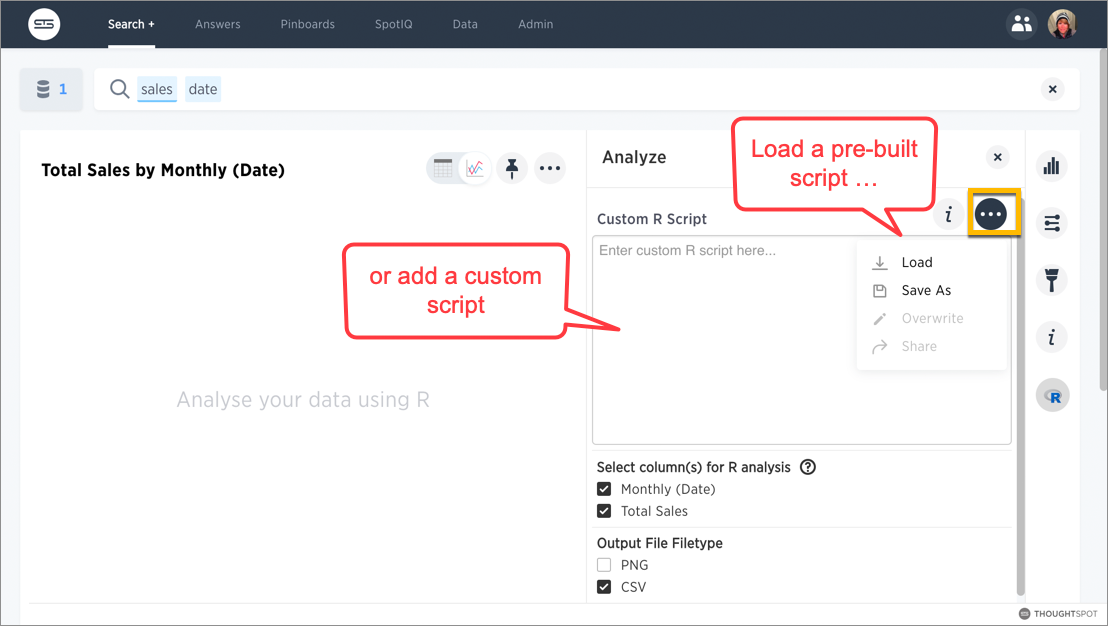 Search +
Answers
Pinboards
SpotIQ
Data
Admin
1
sales date
Total Sales by Monthly (Date)
Analyze
Load a pre-built
script …
Custom R Script
i
Enter custom R script here...
Load
Save As
Overwrite
Share
or add a custom
script
Analyse your data using R
i
R
Select column(s) for R analysis ?
Monthly (Date)
Total Sales
Output File Filetype
PNG
CSV
THOUGHTSPOT